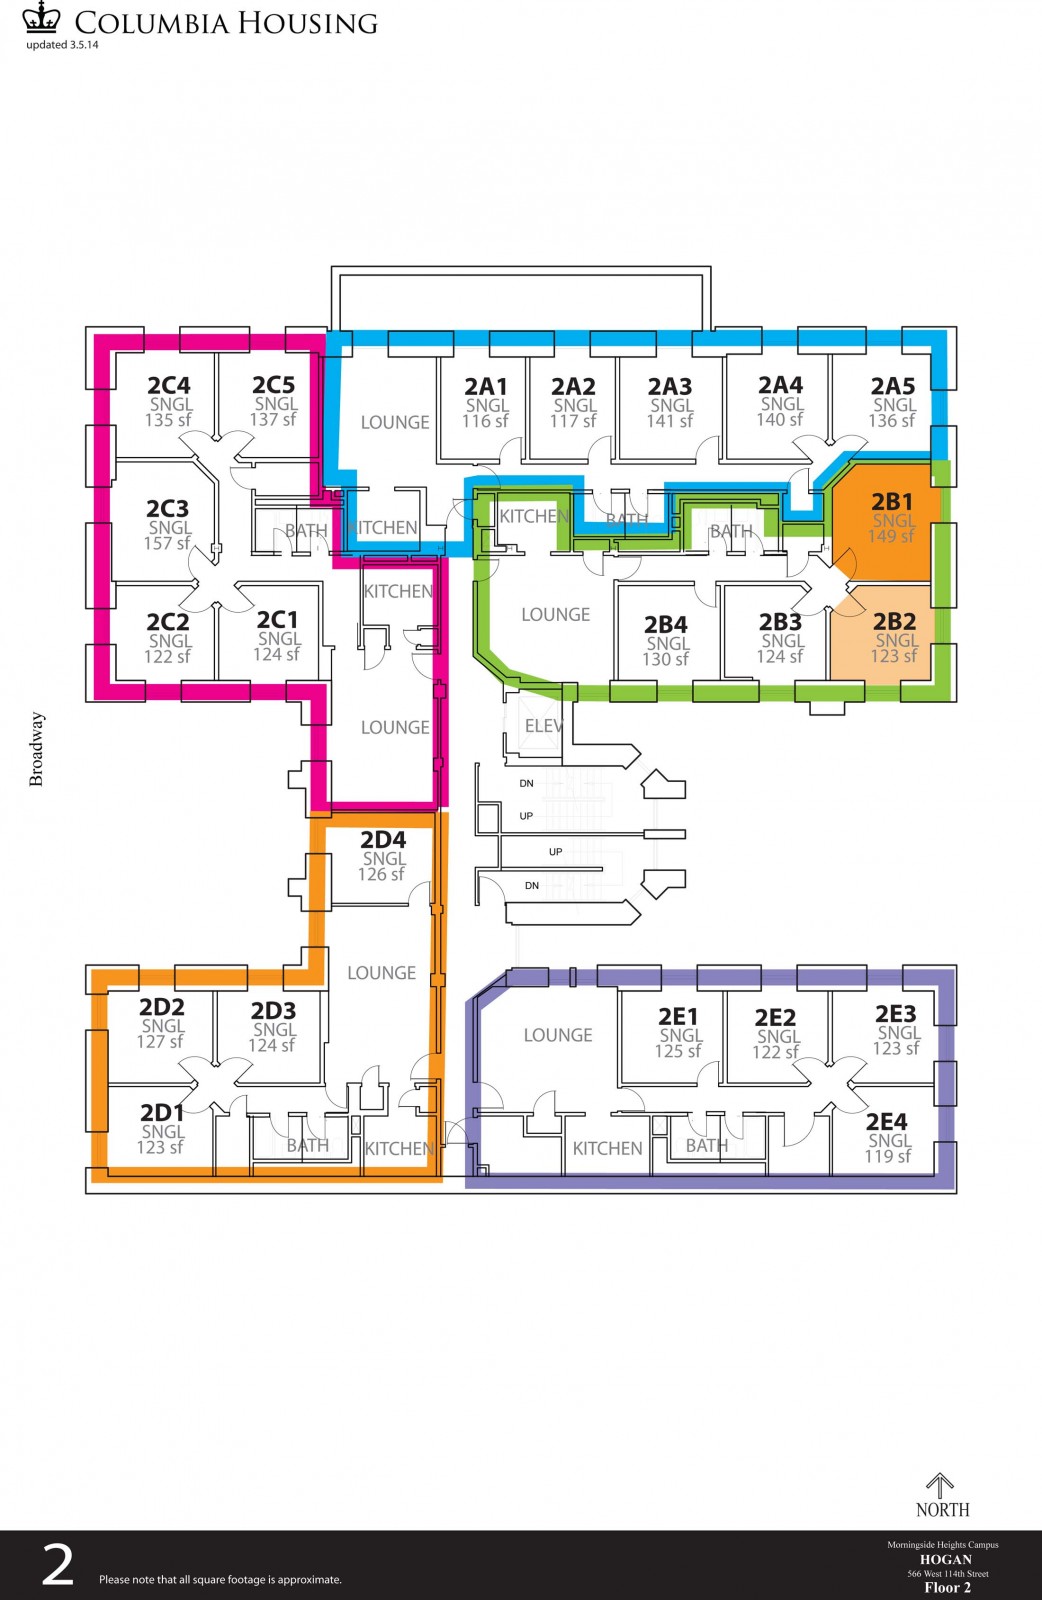 COLUMBIA HOUSING
updated 3.5.14
2C4
SNGL
135 sf
2C5
SNGL
137 sf
LOUNGE
2A1
SNGL
116 sf
2A2
SNGL
117 sf
2A3
SNGL
141 sf
2A4
SNGL
140 sf
2A5
SNGL
136 sf
2C3
SNGL
157 sf
BATH
KITCHEN
KITCHEN
BATH
BATH
2B1
SNGL
149 sf
2C2
SNGL
122 sf
2C1
SNGL
124 sf
KITCHEN
LOUNGE
LOUNGE
2B4
SNGL
130 sf
2B3
SNGL
124 sf
2B2
SNGL
123 sf
ELEV
DN
UP
UP
DN
Broadway
2D4
SNGL
126 sf
LOUNGE
2D2
SNGL
127 sf
2D3
SNGL
124 sf
2D1
SNGL
123 sf
BATH
KITCHEN
LOUNGE
2E1
SNGL
125 sf
2E2
SNGL
122 sf
2E3
SNGL
123 sf
KITCHEN
BATH
2E4
SNGL
119 sf
NORTH
2
Please note that all square footage is approximate.
Morningside Heights Campus
HOGAN
566 West 114th Street
Floor 2